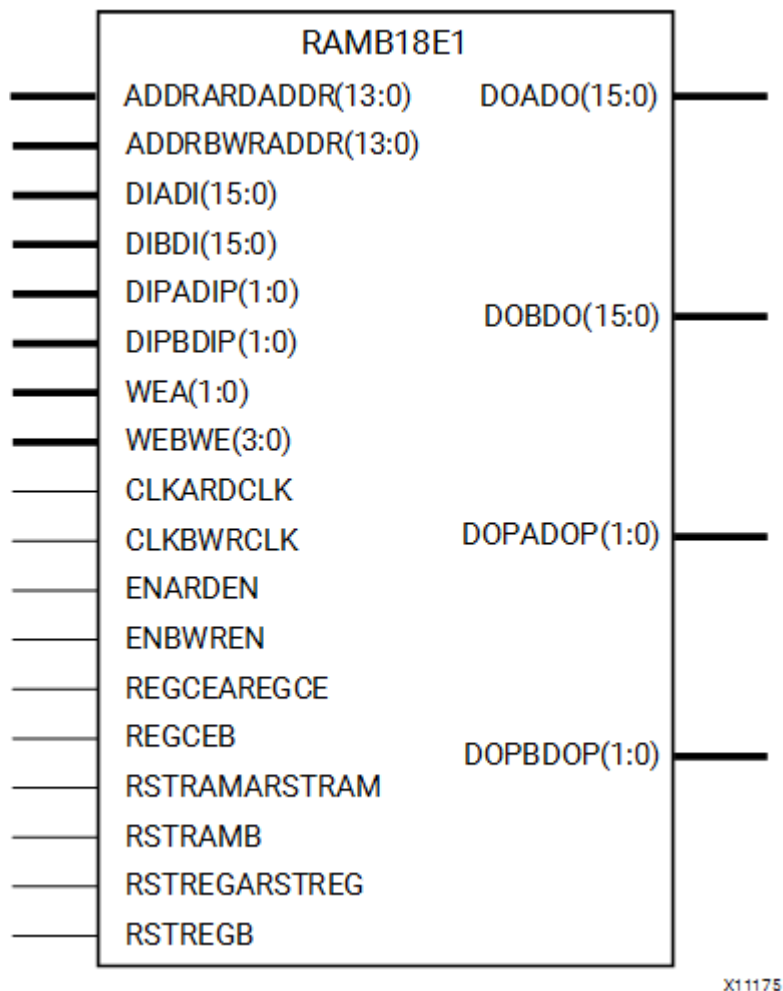 RAMB18E1
ADDRARDADDR(13:0) DOADO(15:0)
ADDRBWRADDR(13:0)
DIADI(15:0)
DIBDI(15:0)
DIPADIP(1:0)
DOBDO(15:0)
DIPBDIP(1:0)
WEA(1:0)
WEBWE(3:0)
CLKARDCLK
CLKBWRCLK DOPADOP(1:0)
ENARDEN
ENBWREN
REGCEAREGCE
REGCEB
DOPBDOP(1:0)
RSTRAMARSTRAM
RSTRAMB
RSTREGARSTREG
RSTREGB
X11175